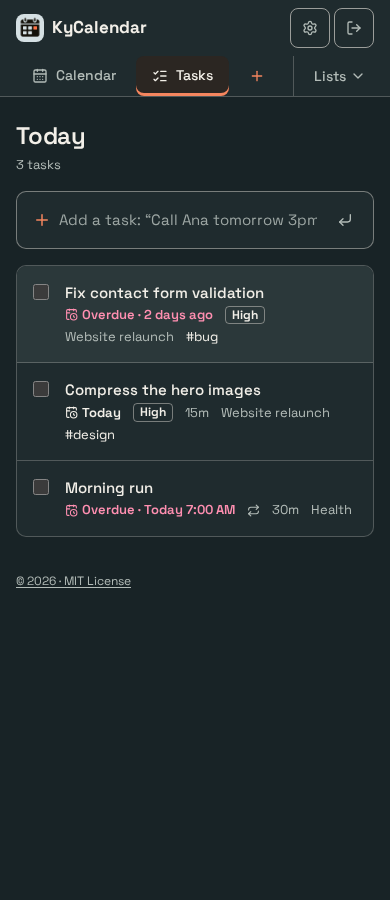 KyCalendar
Calendar
Tasks
Lists
Today
3 tasks
Add a task: “Call Ana tomorrow 3pm
Fix contact form validation
Overdue · 2 days ago High
Website relaunch #bug
Compress the hero images
Today High 15m Website relaunch
#design
Morning run
Overdue · Today 7:00 AM 30m Health
© 2026 · MIT License